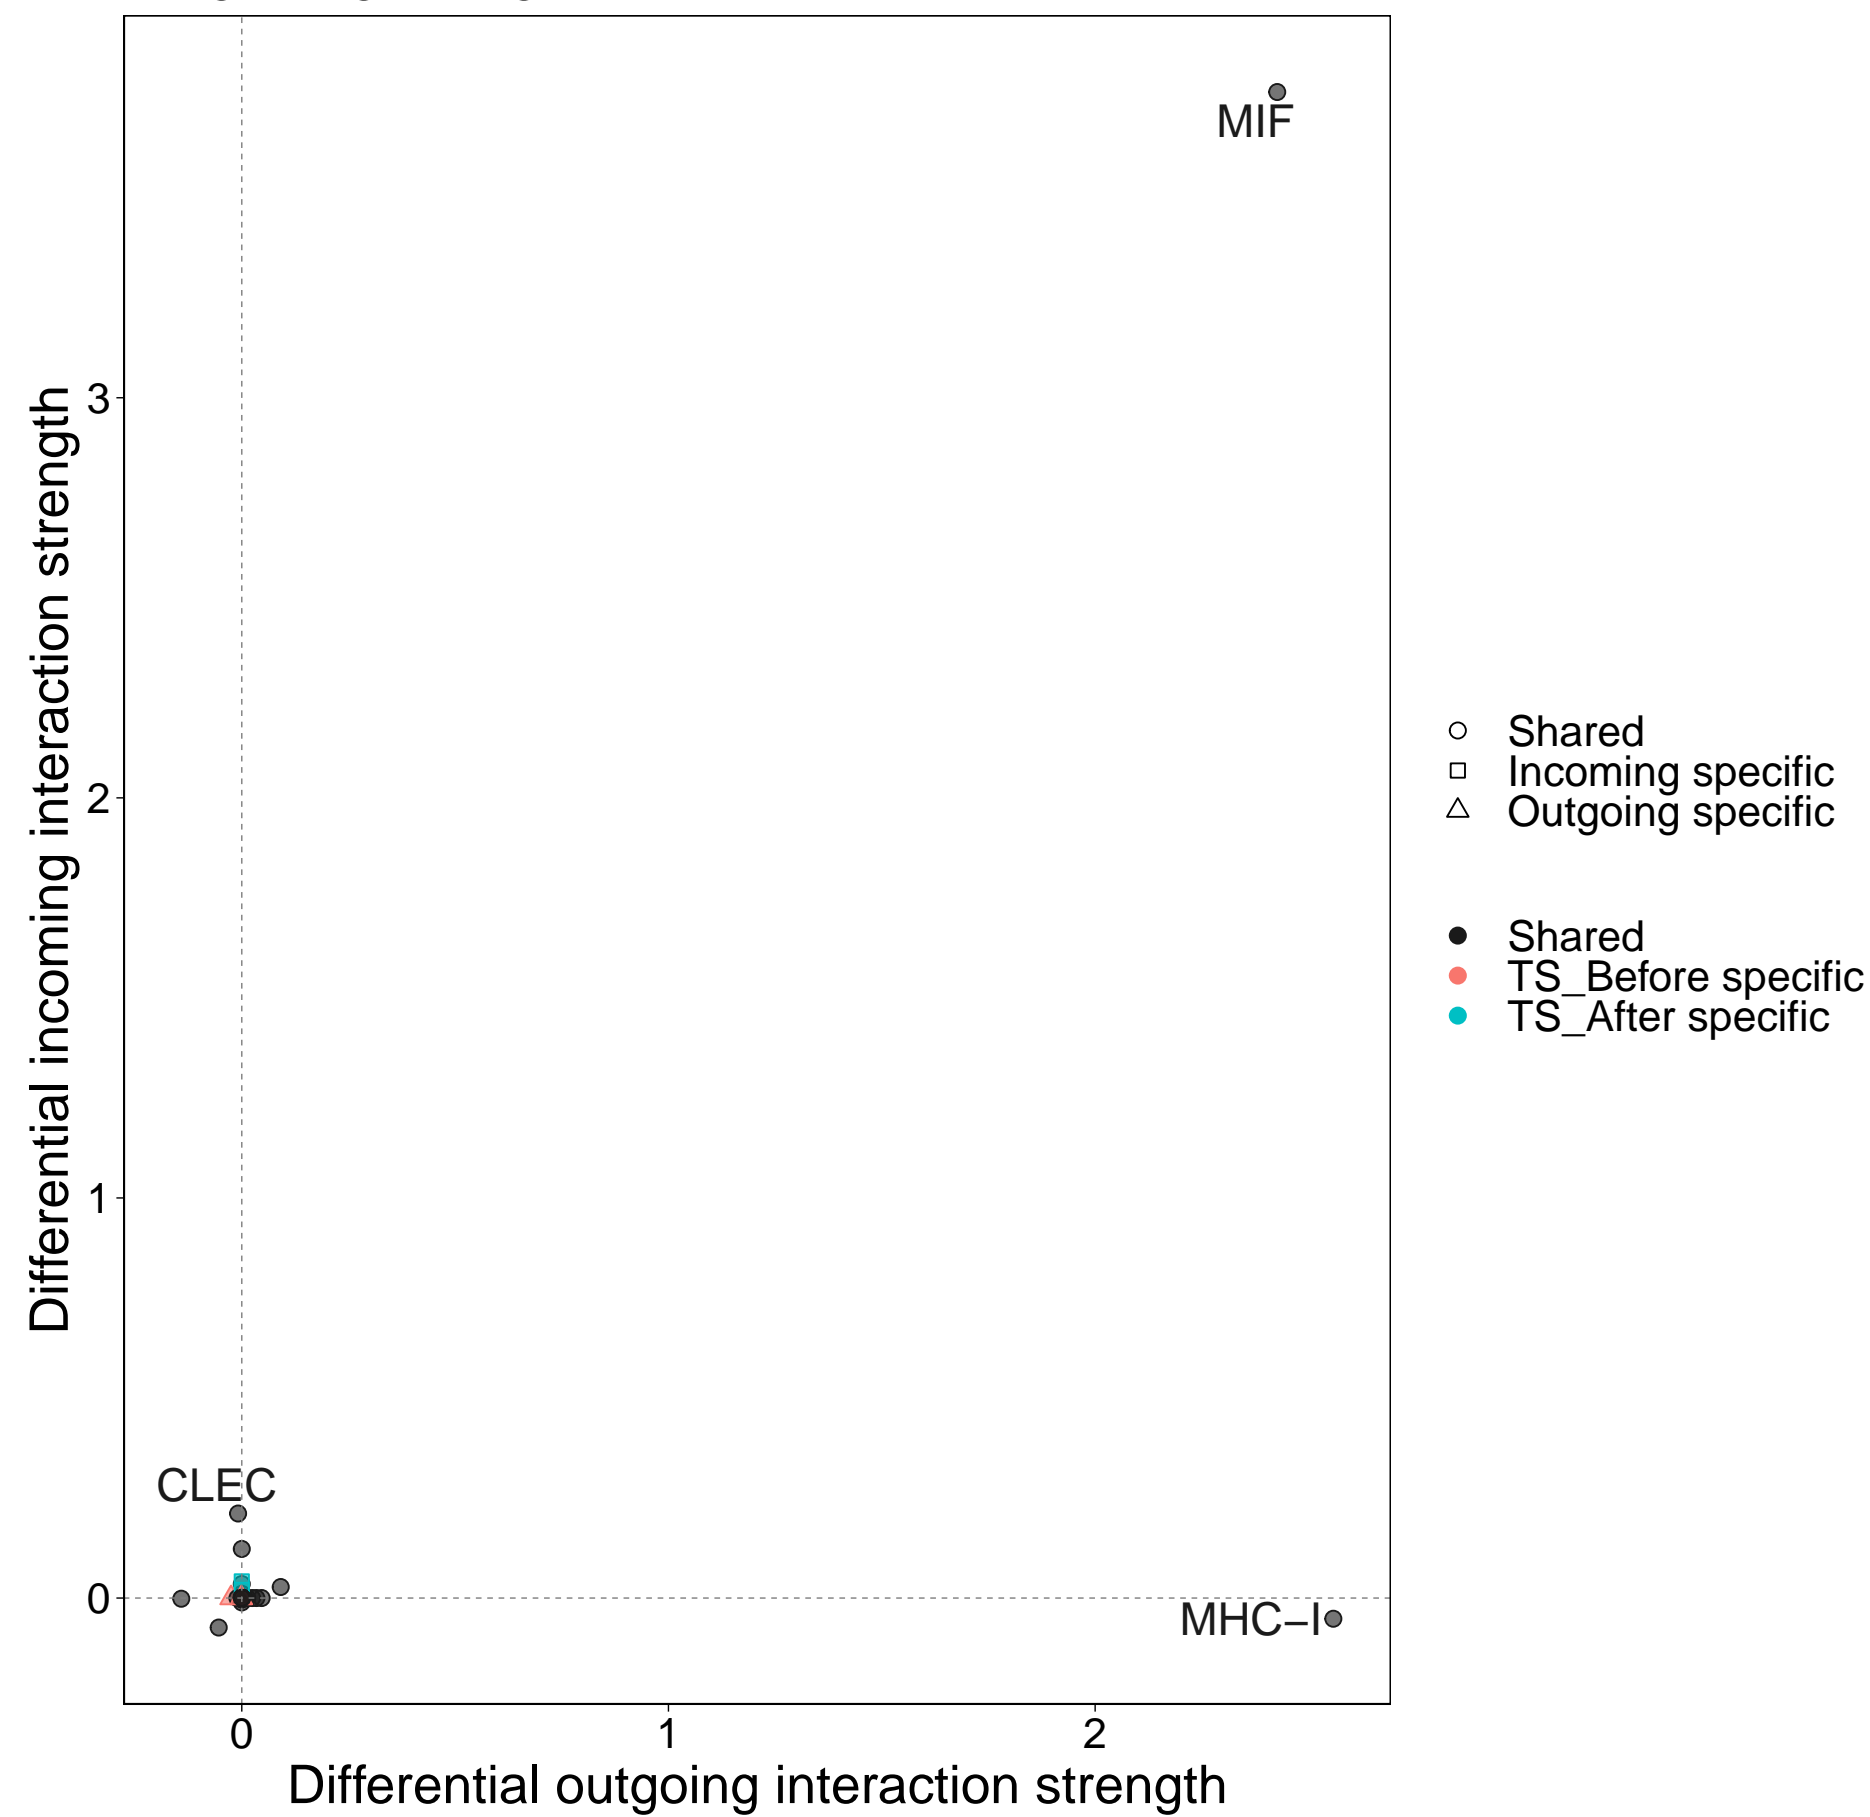 MIF
3
2
1
0
CLEC
MHC−I
0
1
2
Differential outgoing interaction strength
Differential incoming interaction strength
Shared
Incoming specific
Outgoing specific
Shared
TS_Before specific
TS_After specific